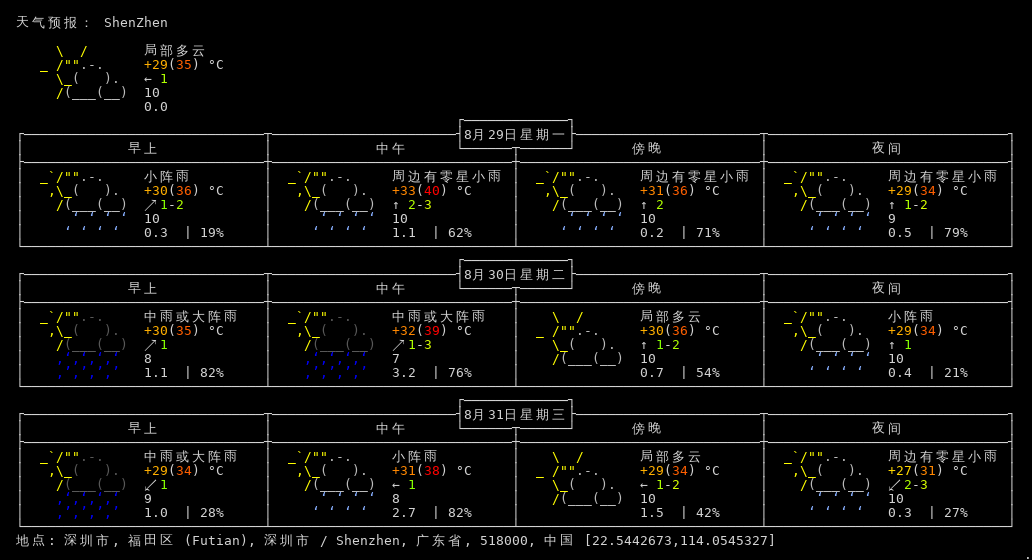 天气预报： ShenZhen
局部多云
+29(35) °C
← 1
10
0.0
8月29日星期一
早上 中午 傍晚 夜间
小阵雨 周边有零星小雨 周边有零星小雨 周边有零星小雨
+30(36) °C +33(40) °C +31(36) °C +29(34) °C
↗ 1-2 ↑ 2-3 ↑ 2 ↑ 1-2
10 10 10 9
0.3 | 19% 1.1 | 62% 0.2 | 71% 0.5 | 79%
8月30日星期二
早上 中午 傍晚 夜间
中雨或大阵雨 中雨或大阵雨 局部多云 小阵雨
+30(35) °C +32(39) °C +30(36) °C +29(34) °C
↗ 1 ↗ 1-3 ↑ 1-2 ↑ 1
8 7 10 10
1.1 | 82% 3.2 | 76% 0.7 | 54% 0.4 | 21%
8月31日星期三
早上 中午 傍晚 夜间
中雨或大阵雨 小阵雨 局部多云 周边有零星小雨
+29(34) °C +31(38) °C +29(34) °C +27(31) °C
↙ 1 ← 1 ← 1-2 ↙ 2-3
9 8 10 10
1.0 | 28% 2.7 | 82% 1.5 | 42% 0.3 | 27%
地点: 深圳市, 福田区 (Futian), 深圳市 / Shenzhen, 广东省, 518000, 中国 [22.5442673,114.0545327]